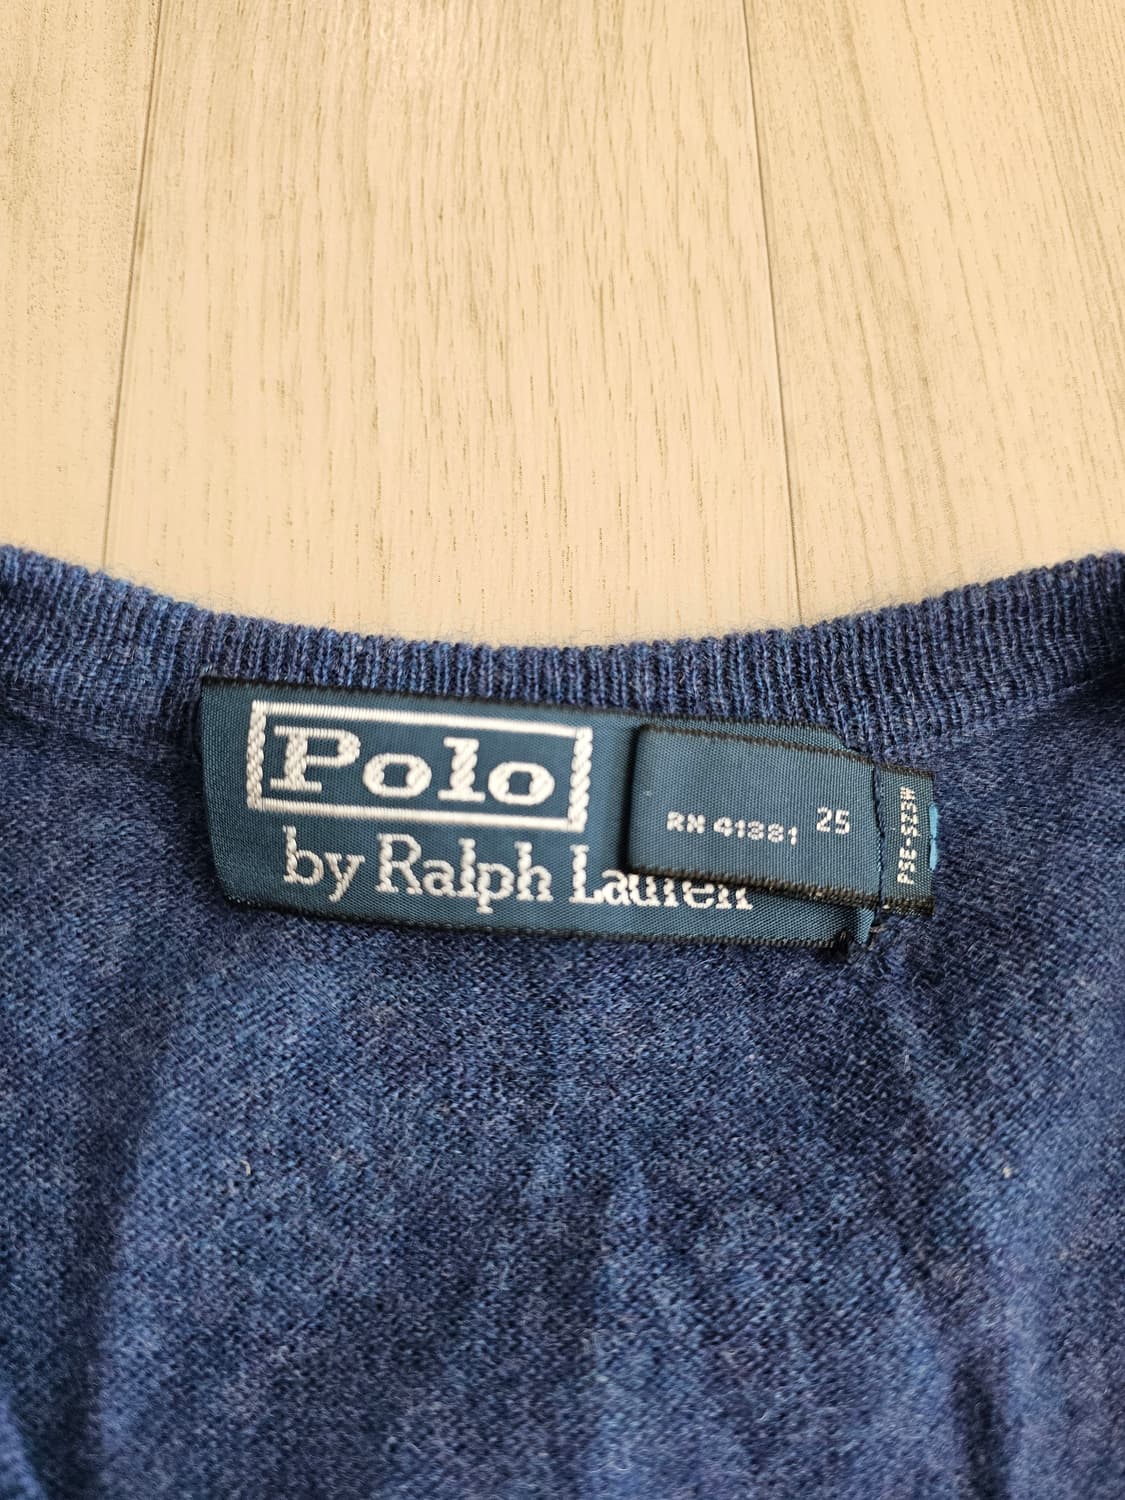 Polo
by Ralph Lauren
RN 41381 25